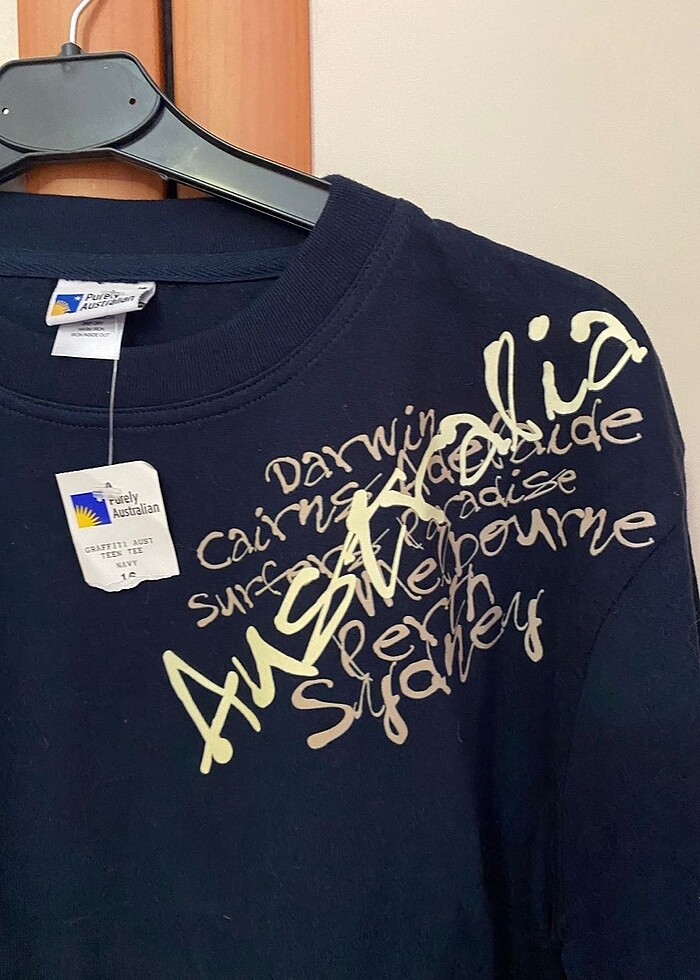 Purely
Australian
Purely
Australian
GRAFFITI AUST
TEEN TEE
NAVY
16
Australia
Darwin
Cairns Adelaide
Surfers Paradise
Melbourne
Perth
Sydney